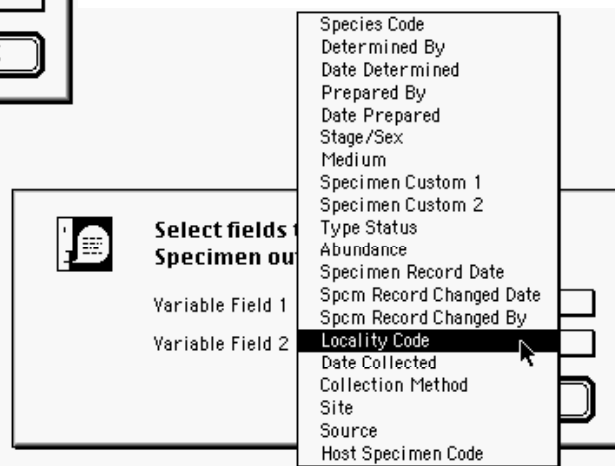 Species Code
Determined By
Date Determined
Prepared By
Date Prepared
Stage/Sex
Medium
Specimen Custom 1
Specimen Custom 2
Type Status
Abundance
Specimen Record Date
Spcm Record Changed Date
Spcm Record Changed By
Locality Code
Date Collected
Collection Method
Site
Source
Host Specimen Code
Select fields
Specimen
Variable Field 1
Variable Field 2